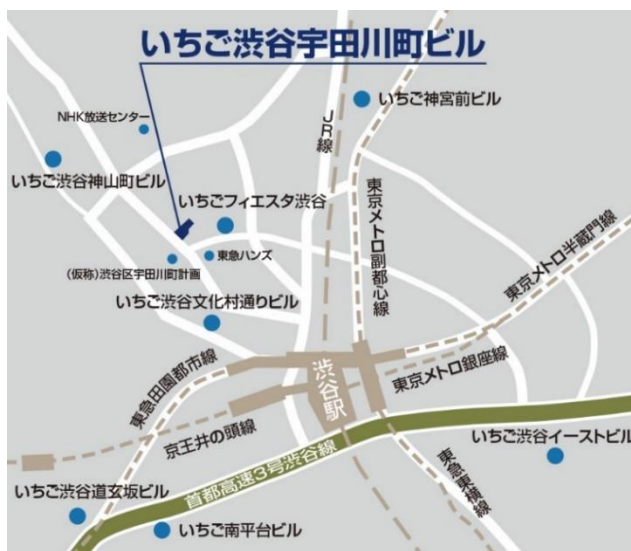 いちご渋谷宇田川町ビル
NHK放送センター
いちご神宮前ビル
JR線
いちご渋谷神山町ビル
いちごフィエスタ渋谷
東急ハンズ
(仮称)渋谷区宇田川町計画
東京メトロ副都心線
東京メトロ半蔵門線
いちご渋谷文化村通りビル
東急田園都市線
渋谷駅
東京メトロ銀座線
京王井の頭線
首都高速3号渋谷線
いちご渋谷イーストビル
東急東横線
いちご渋谷道玄坂ビル
いちご南平台ビル